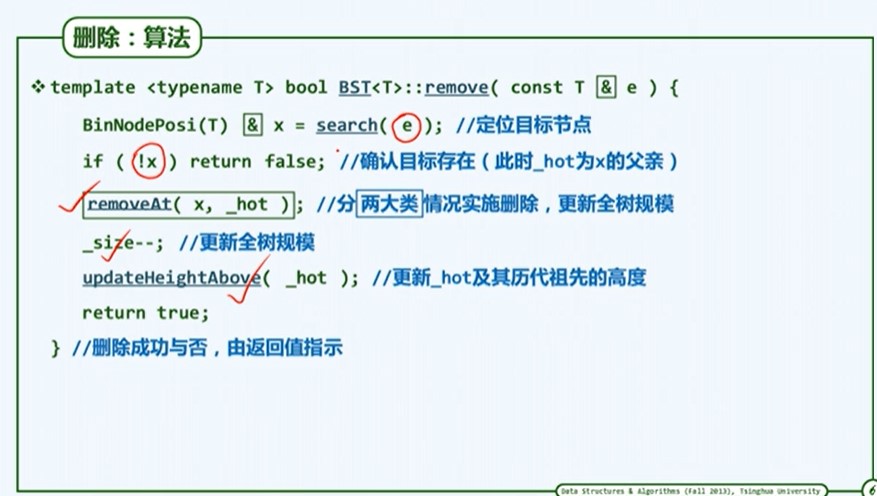 删除：算法
❖ template <typename T> bool BST<T>::remove( const T & e ) {
BinNodePosi(T) & x = search( e ); //定位目标节点
if ( !x ) return false; //确认目标存在（此时_hot为x的父亲）
removeAt( x, _hot ); //分两大类情况实施删除，更新全树规模
_size--; //更新全树规模
updateHeightAbove( _hot ); //更新_hot及其历代祖先的高度
return true;
} //删除成功与否，由返回值指示
Data Structures & Algorithms (Fall 2013), Tsinghua University